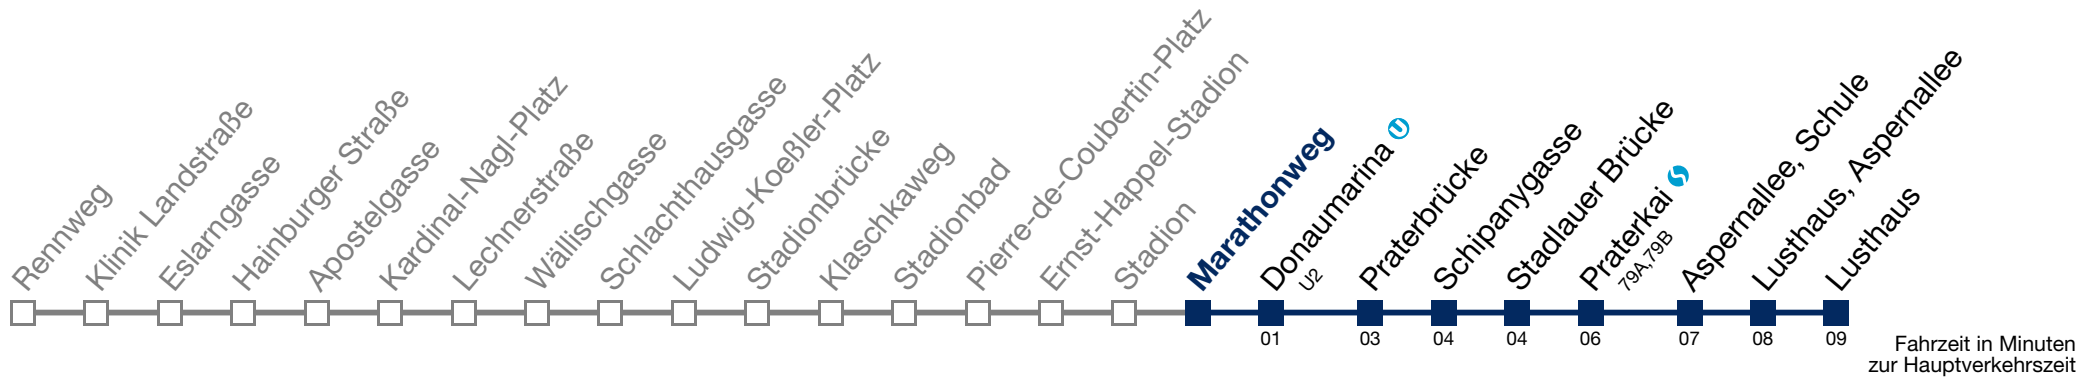 Rennweg
Klinik Landstraße
Eslarngasse
Hainburger Straße
Apostelgasse
Kardinal-Nagl-Platz
Lechnerstraße
Wällischgasse
Schlachthausgasse
Ludwig-Koeßler-Platz
Stadionbrücke
Klaschkaweg
Stadionbad
Pierre-de-Coubertin-Platz
Ernst-Happel-Stadion
Stadion
Marathonweg
Donaumarina U
U2
Praterbrücke
Schipanygasse
Stadlauer Brücke
Praterkai S
79A,79B
Aspernallee, Schule
Lusthaus, Aspernallee
Lusthaus
01 03 04 04 06 07 08 09
Fahrzeit in Minuten
zur Hauptverkehrszeit